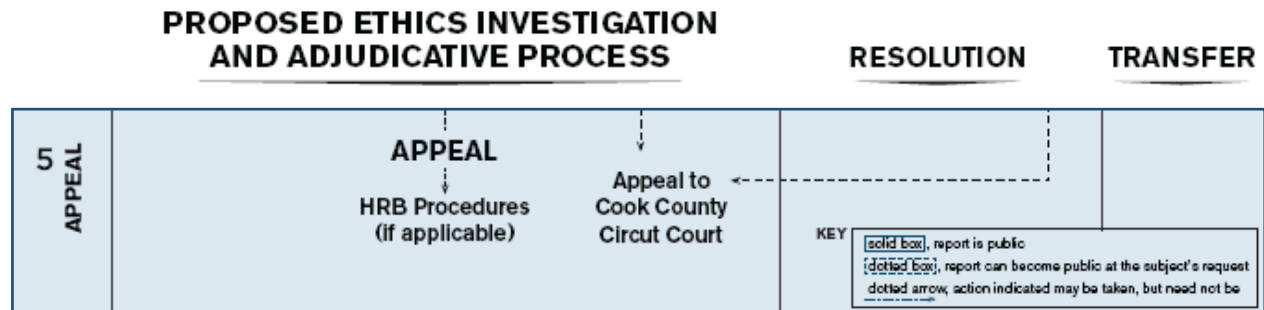 PROPOSED ETHICS INVESTIGATION
AND ADJUDICATIVE PROCESS
RESOLUTION
TRANSFER
5
APPEAL
APPEAL
HRB Procedures
(if applicable)
Appeal to
Cook County
Circut Court
KEY
solid box, report is public
dotted box, report can become public at the subject's request
dotted arrow, action indicated may be taken, but need not be